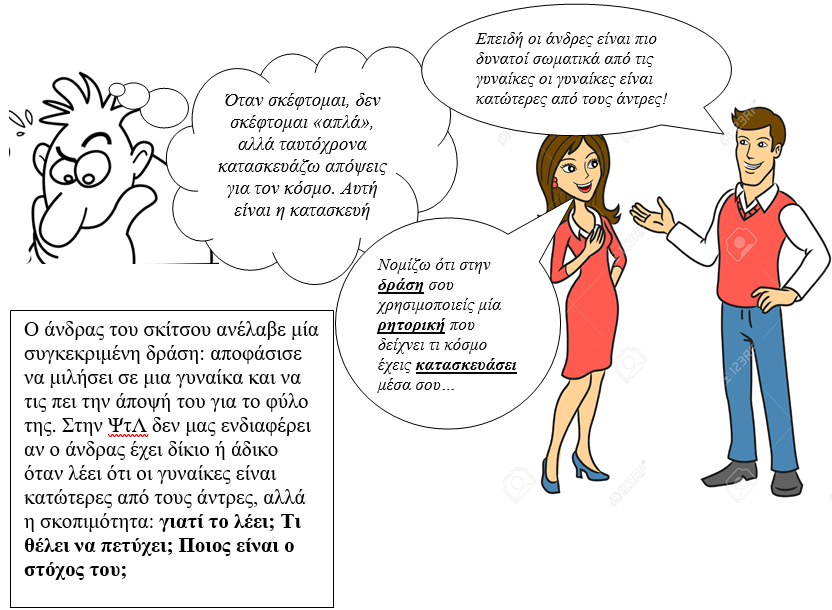 Όταν σκέφτομαι, δεν
σκέφτομαι «απλά»,
αλλά ταυτόχρονα
κατασκευάζω απόψεις
για τον κόσμο. Αυτή
είναι η κατασκευή
Επειδή οι άνδρες είναι πιο
δυνατοί σωματικά από τις
γυναίκες οι γυναίκες είναι
κατώτερες από τους άντρες!
Νομίζω ότι στην
δράση σου
χρησιμοποιείς μία
ρητορική που
δείχνει τι κόσμο
έχεις κατασκευάσει
μέσα σου…
Ο άνδρας του σκίτσου ανέλαβε μία
συγκεκριμένη δράση: αποφάσισε
να μιλήσει σε μια γυναίκα και να
τις πει την άποψή του για το φύλο
της. Στην ΨτΛ δεν μας ενδιαφέρει
αν ο άνδρας έχει δίκιο ή άδικο
όταν λέει ότι οι γυναίκες είναι
κατώτερες από τους άντρες, αλλά
η σκοπιμότητα: γιατί το λέει; Τι
θέλει να πετύχει; Ποιος είναι ο
στόχος του;